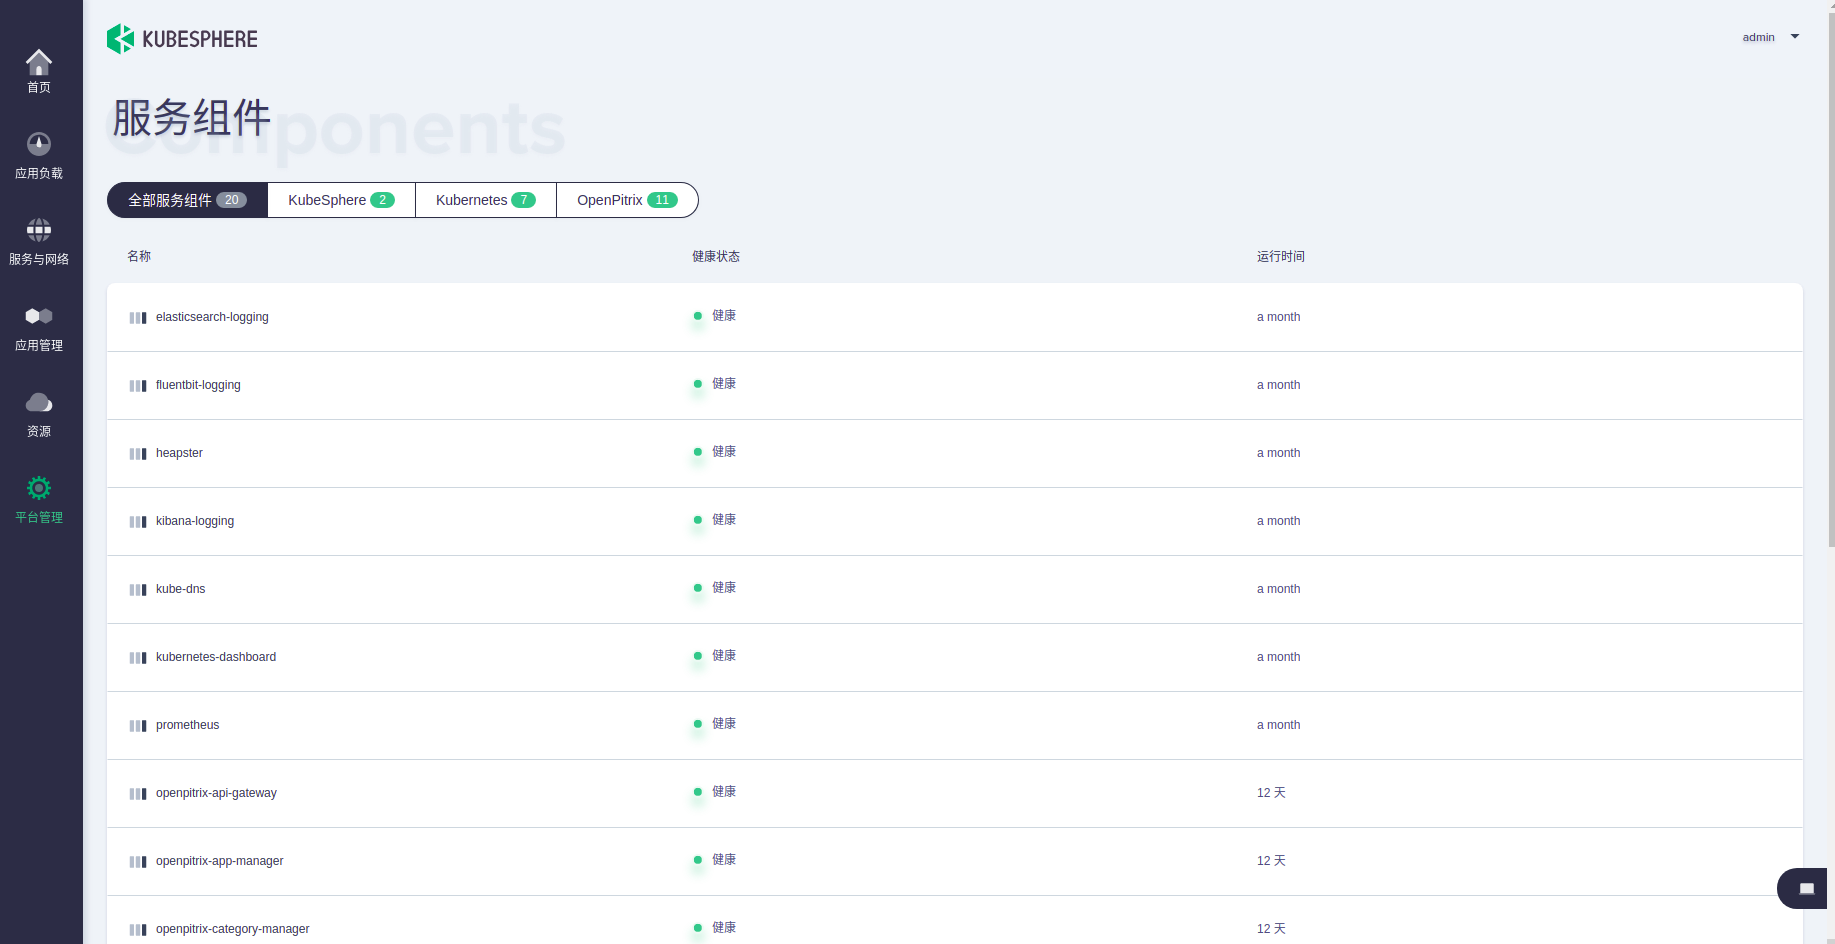 KUBESPHERE
admin
首页
应用负载
服务与网络
应用管理
资源
平台管理
Components
服务组件
全部服务组件 20 KubeSphere 2 Kubernetes 7 OpenPitrix 11
名称 健康状态 运行时间
elasticsearch-logging 健康 a month
fluentbit-logging 健康 a month
heapster 健康 a month
kibana-logging 健康 a month
kube-dns 健康 a month
kubernetes-dashboard 健康 a month
prometheus 健康 a month
openpitrix-api-gateway 健康 12 天
openpitrix-app-manager 健康 12 天
openpitrix-category-manager 健康 12 天